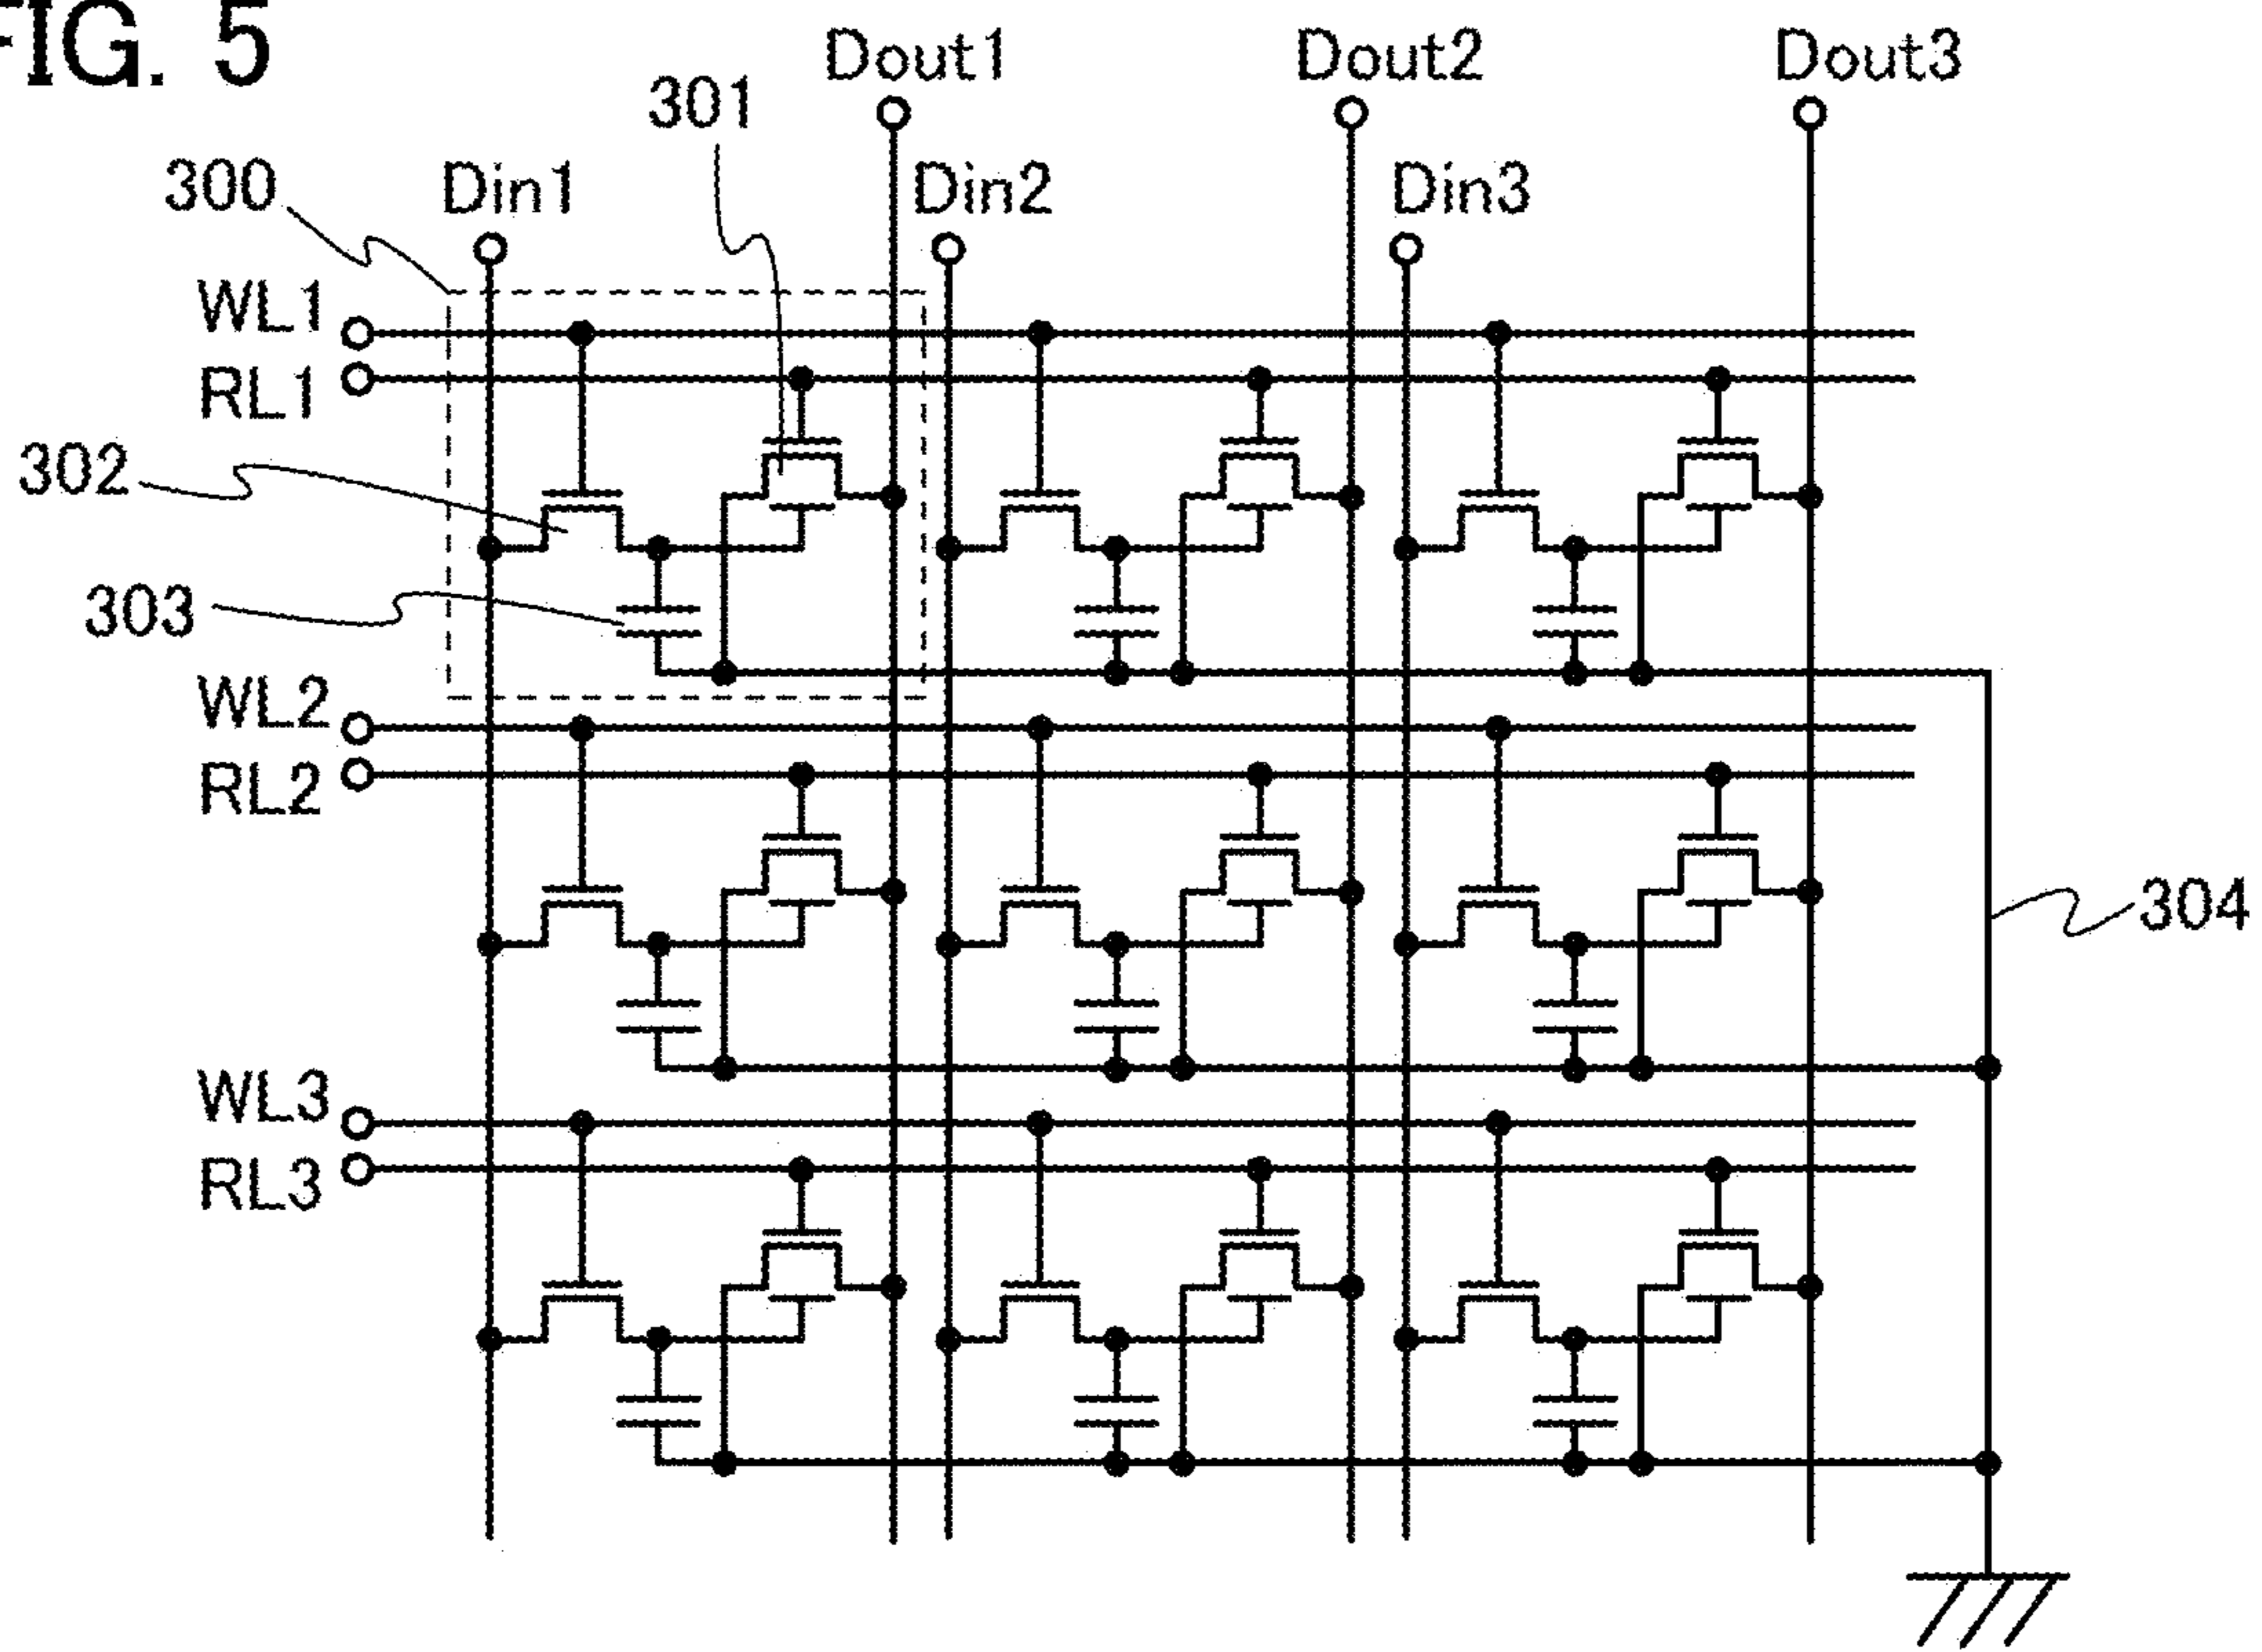 FIG. 5
Dout1 Dout2 Dout3
301
300 Din1 Din2 Din3
WL1
RL1
302
303
WL2
RL2
304
WL3
RL3